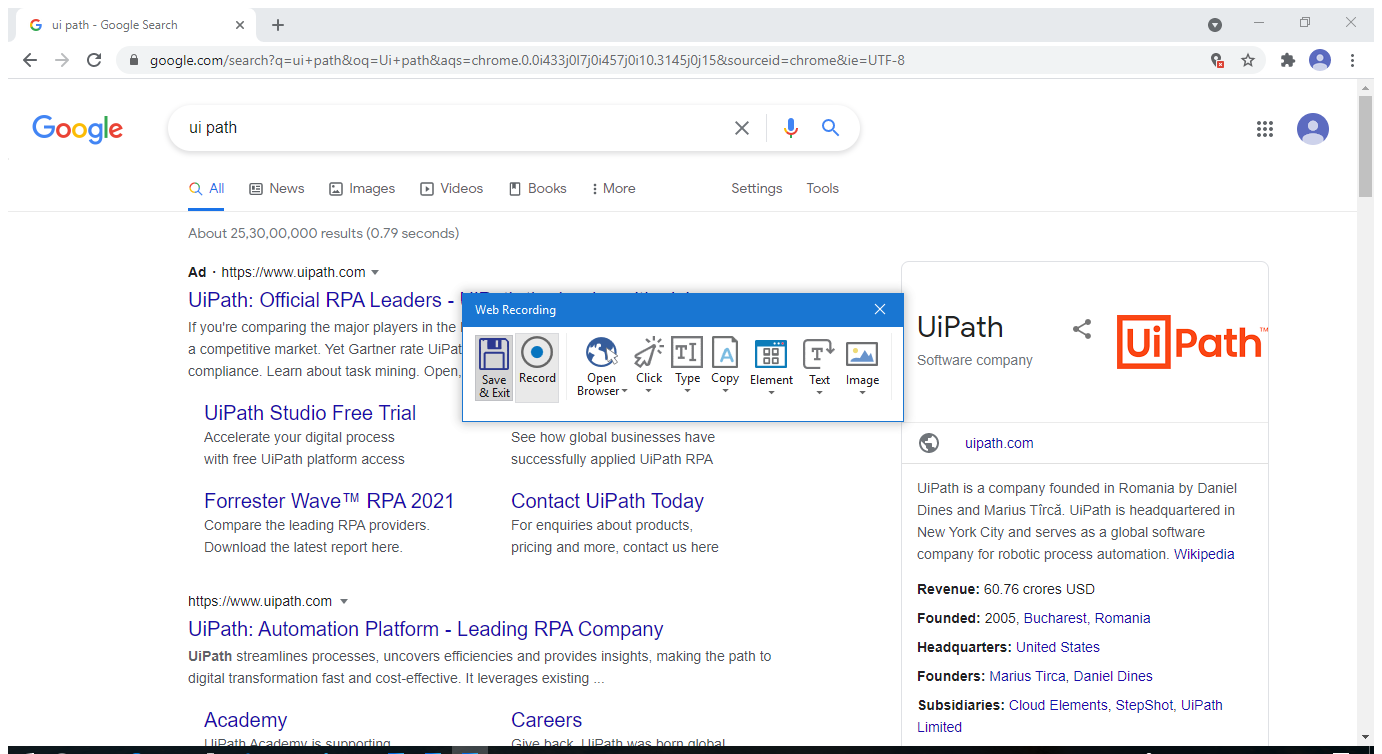 ui path - Google Search
google.com/search?q=ui+path&oq=Ui+path&aqs=chrome.0.0i433j0l7j0i457j0i10.3145j0j15&sourceid=chrome&ie=UTF-8
Google
ui path
All
News
Images
Videos
Books
More
Settings
Tools
About 25,30,00,000 results (0.79 seconds)
Ad · https://www.uipath.com
UiPath: Official RPA Leaders -
If you're comparing the major players in the
a competitive market. Yet Gartner rate UiPat
compliance. Learn about task mining. Open,
Web Recording
Save
& Exit
Record
Open
Browser
Click
Type
Copy
Element
Text
Image
UiPath Studio Free Trial
Accelerate your digital process
with free UiPath platform access
See how global businesses have
successfully applied UiPath RPA
Forrester Wave™ RPA 2021
Compare the leading RPA providers.
Download the latest report here.
Contact UiPath Today
For enquiries about products,
pricing and more, contact us here
https://www.uipath.com
UiPath: Automation Platform - Leading RPA Company
UiPath streamlines processes, uncovers efficiencies and provides insights, making the path to
digital transformation fast and cost-effective. It leverages existing ...
Academy
UiPath Academy is supporting
Careers
Give back. UiPath was born global
UiPath
Software company
UiPath™
uipath.com
UiPath is a company founded in Romania by Daniel
Dines and Marius Tîrcă. UiPath is headquartered in
New York City and serves as a global software
company for robotic process automation. Wikipedia
Revenue: 60.76 crores USD
Founded: 2005, Bucharest, Romania
Headquarters: United States
Founders: Marius Tirca, Daniel Dines
Subsidiaries: Cloud Elements, StepShot, UiPath
Limited